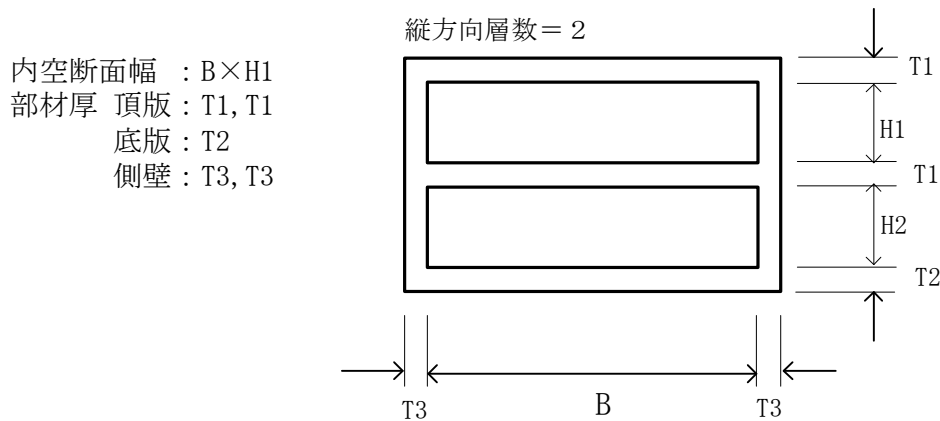 縦方向層数＝２
内空断面幅 ：B×H1
部材厚 頂版：T1,T1
底版：T2
側壁：T3,T3
T1
H1
T1
H2
T2
T3
B
T3